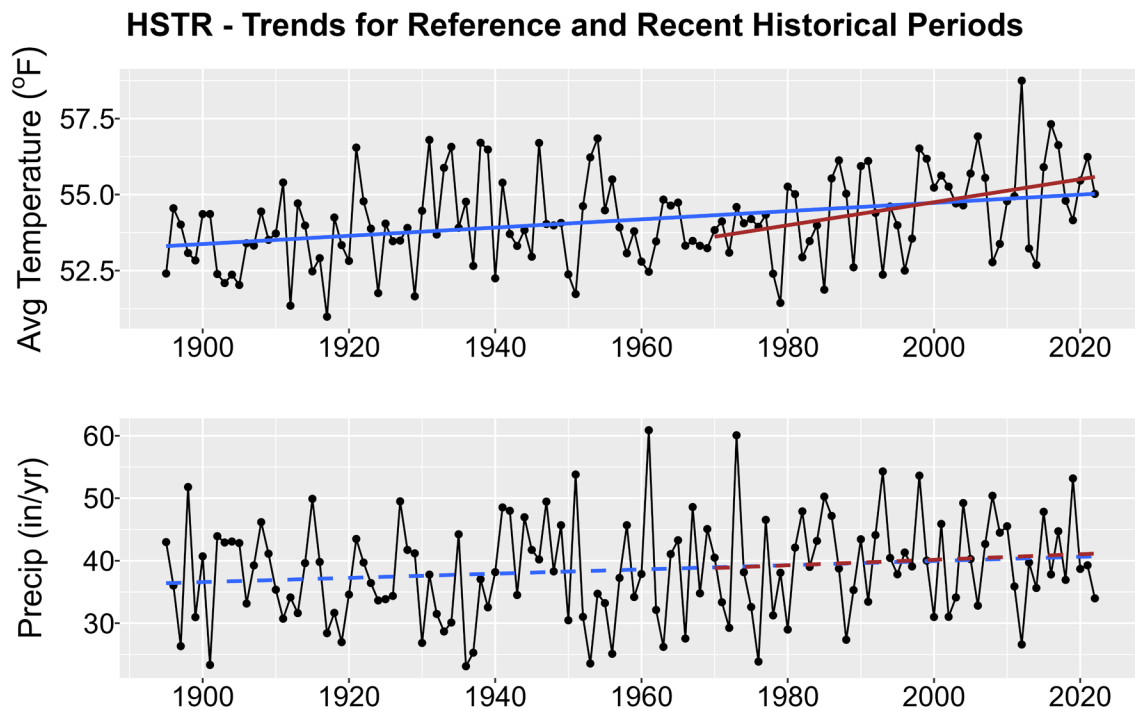 HSTR - Trends for Reference and Recent Historical Periods
Avg Temperature (°F)
57.5
55.0
52.5
1900 1920 1940 1960 1980 2000 2020
Precip (in/yr)
60
50
40
30
1900 1920 1940 1960 1980 2000 2020